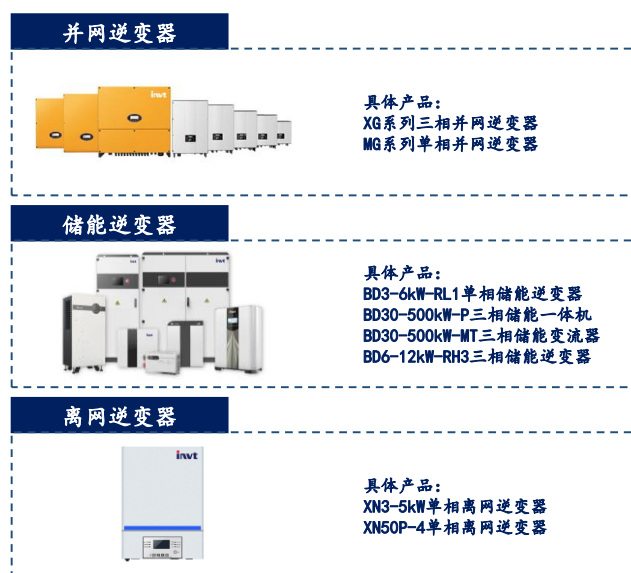 并网逆变器
invt
具体产品：
XG系列三相并网逆变器
MG系列单相并网逆变器
储能逆变器
invt
invt
具体产品：
BD3-6kW-RL1单相储能逆变器
BD30-500kW-P三相储能一体机
BD30-500kW-MT三相储能变流器
BD6-12kW-RH3三相储能逆变器
离网逆变器
invt
具体产品：
XN3-5kW单相离网逆变器
XN50P-4单相离网逆变器